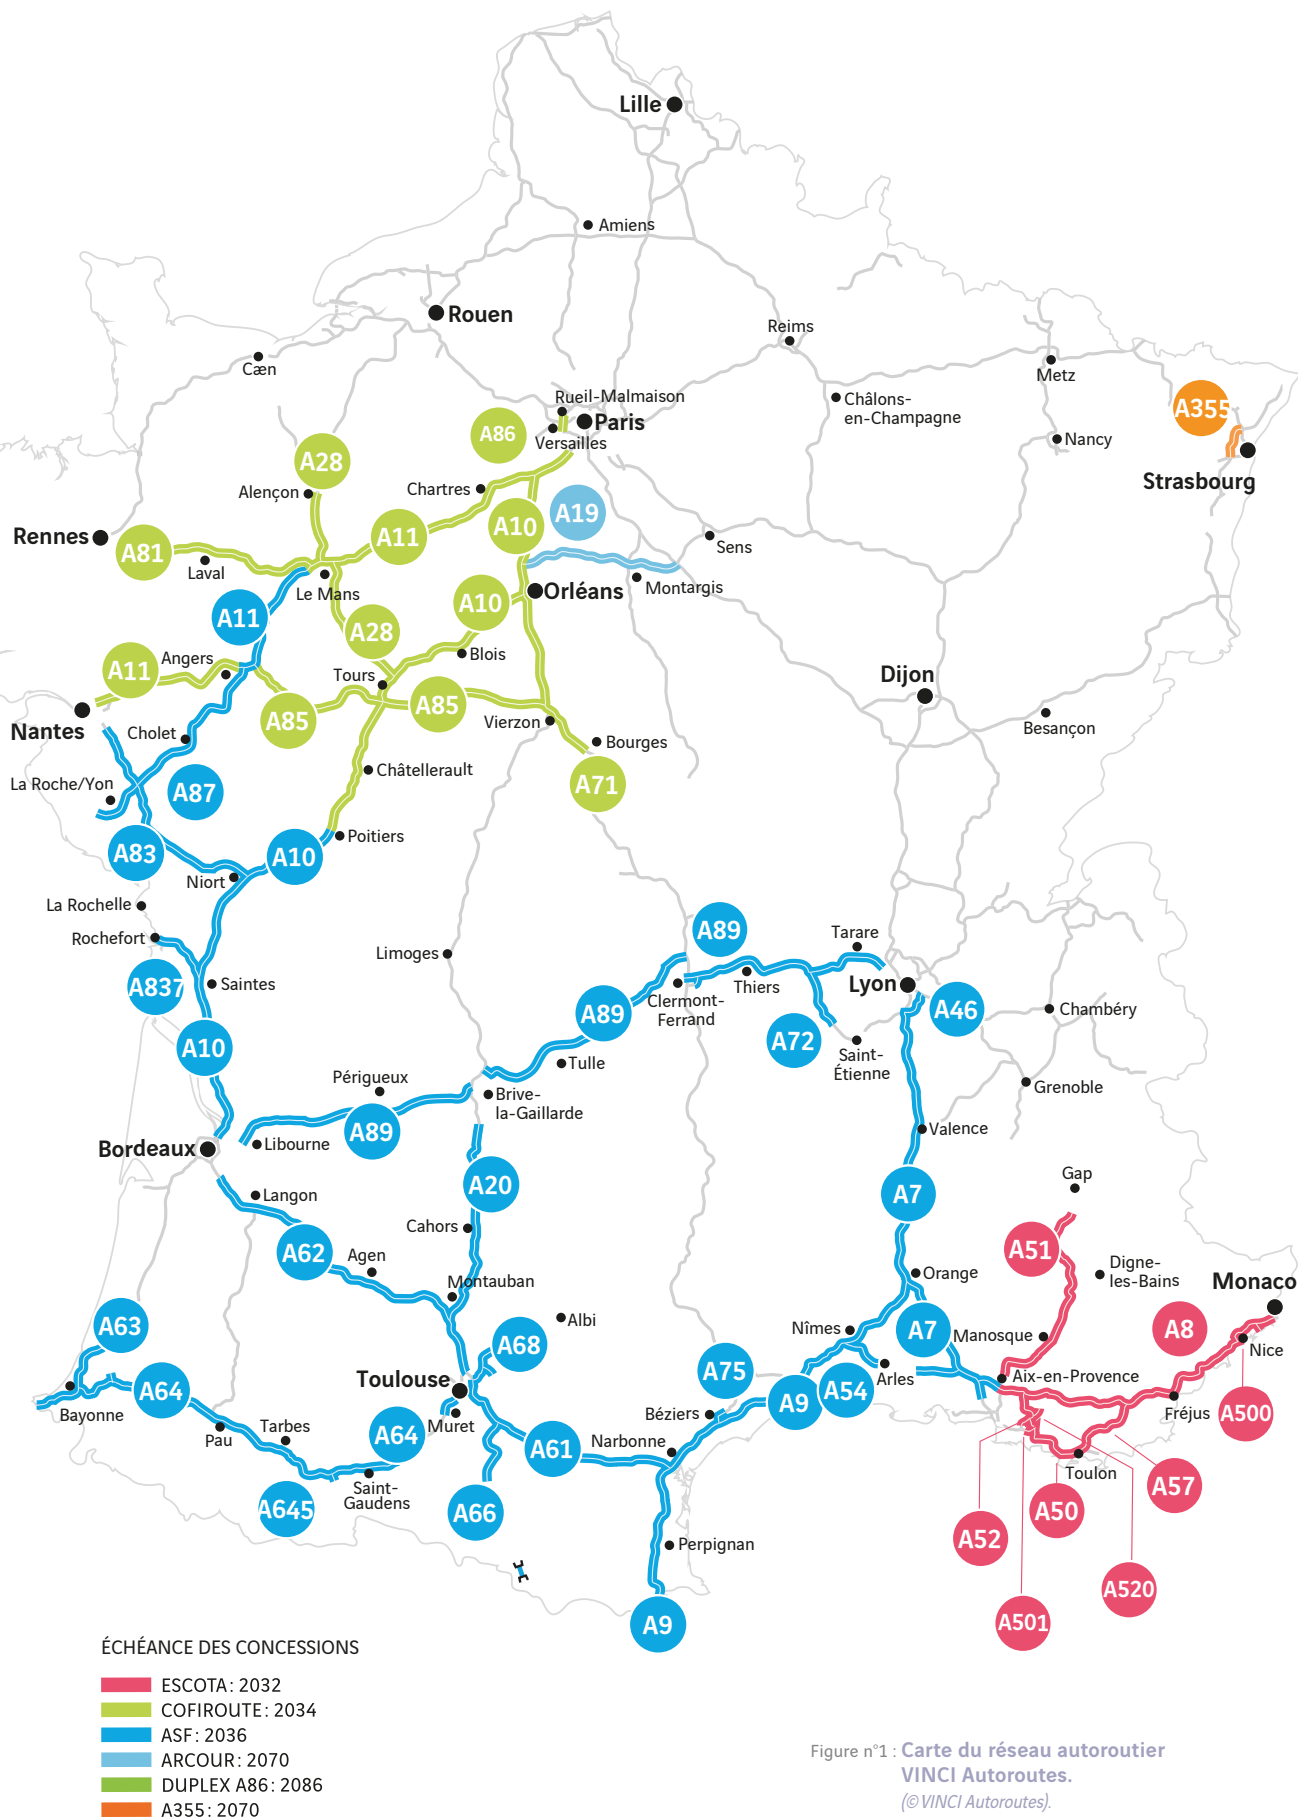 Lille
Amiens
Rouen
Reims
Cæn
Metz
Rueil-Malmaison
Châlons-
en-Champagne
A355
Paris
A86
Versailles
Nancy
A28
Strasbourg
Chartres
Alençon
A19
A10
Rennes
A11
A81
Sens
Laval
Le Mans
Montargis
Orléans
A10
A11
A28
Blois
Angers
A11
Tours
Dijon
A85
A85
Nantes
Cholet
Vierzon
Besançon
Bourges
Châtellerault
La Roche/Yon
A87
A71
Poitiers
A83
A10
Niort
La Rochelle
Rochefort
A89
Tarare
Limoges
A837
Saintes
Thiers
Lyon
Clermont-
Ferrand
A89
A46
Chambéry
A10
A72
Saint-
Étienne
Tulle
Périgueux
Grenoble
Brive-
la-Gaillarde
A89
Valence
Libourne
Bordeaux
Gap
A20
A7
Langon
Cahors
A51
A62
Agen
Digne-
les-Bains
Orange
Montauban
Monaco
Albi
A63
Nîmes
A7
A8
Manosque
A68
Nice
Toulouse
A75
Arles
Aix-en-Provence
A64
A9
A54
Bayonne
Béziers
Fréjus
A500
Muret
Tarbes
A64
Pau
Narbonne
A61
Toulon
Saint-
Gaudens
A57
A645
A66
A50
A52
Perpignan
A520
A9
A501
ÉCHÉANCE DES CONCESSIONS
ESCOTA : 2032
COFIROUTE : 2034
ASF : 2036
ARCOUR : 2070
DUPLEX A86 : 2086
A355 : 2070
Figure n°1 : Carte du réseau autoroutier
VINCI Autoroutes.
(© VINCI Autoroutes).